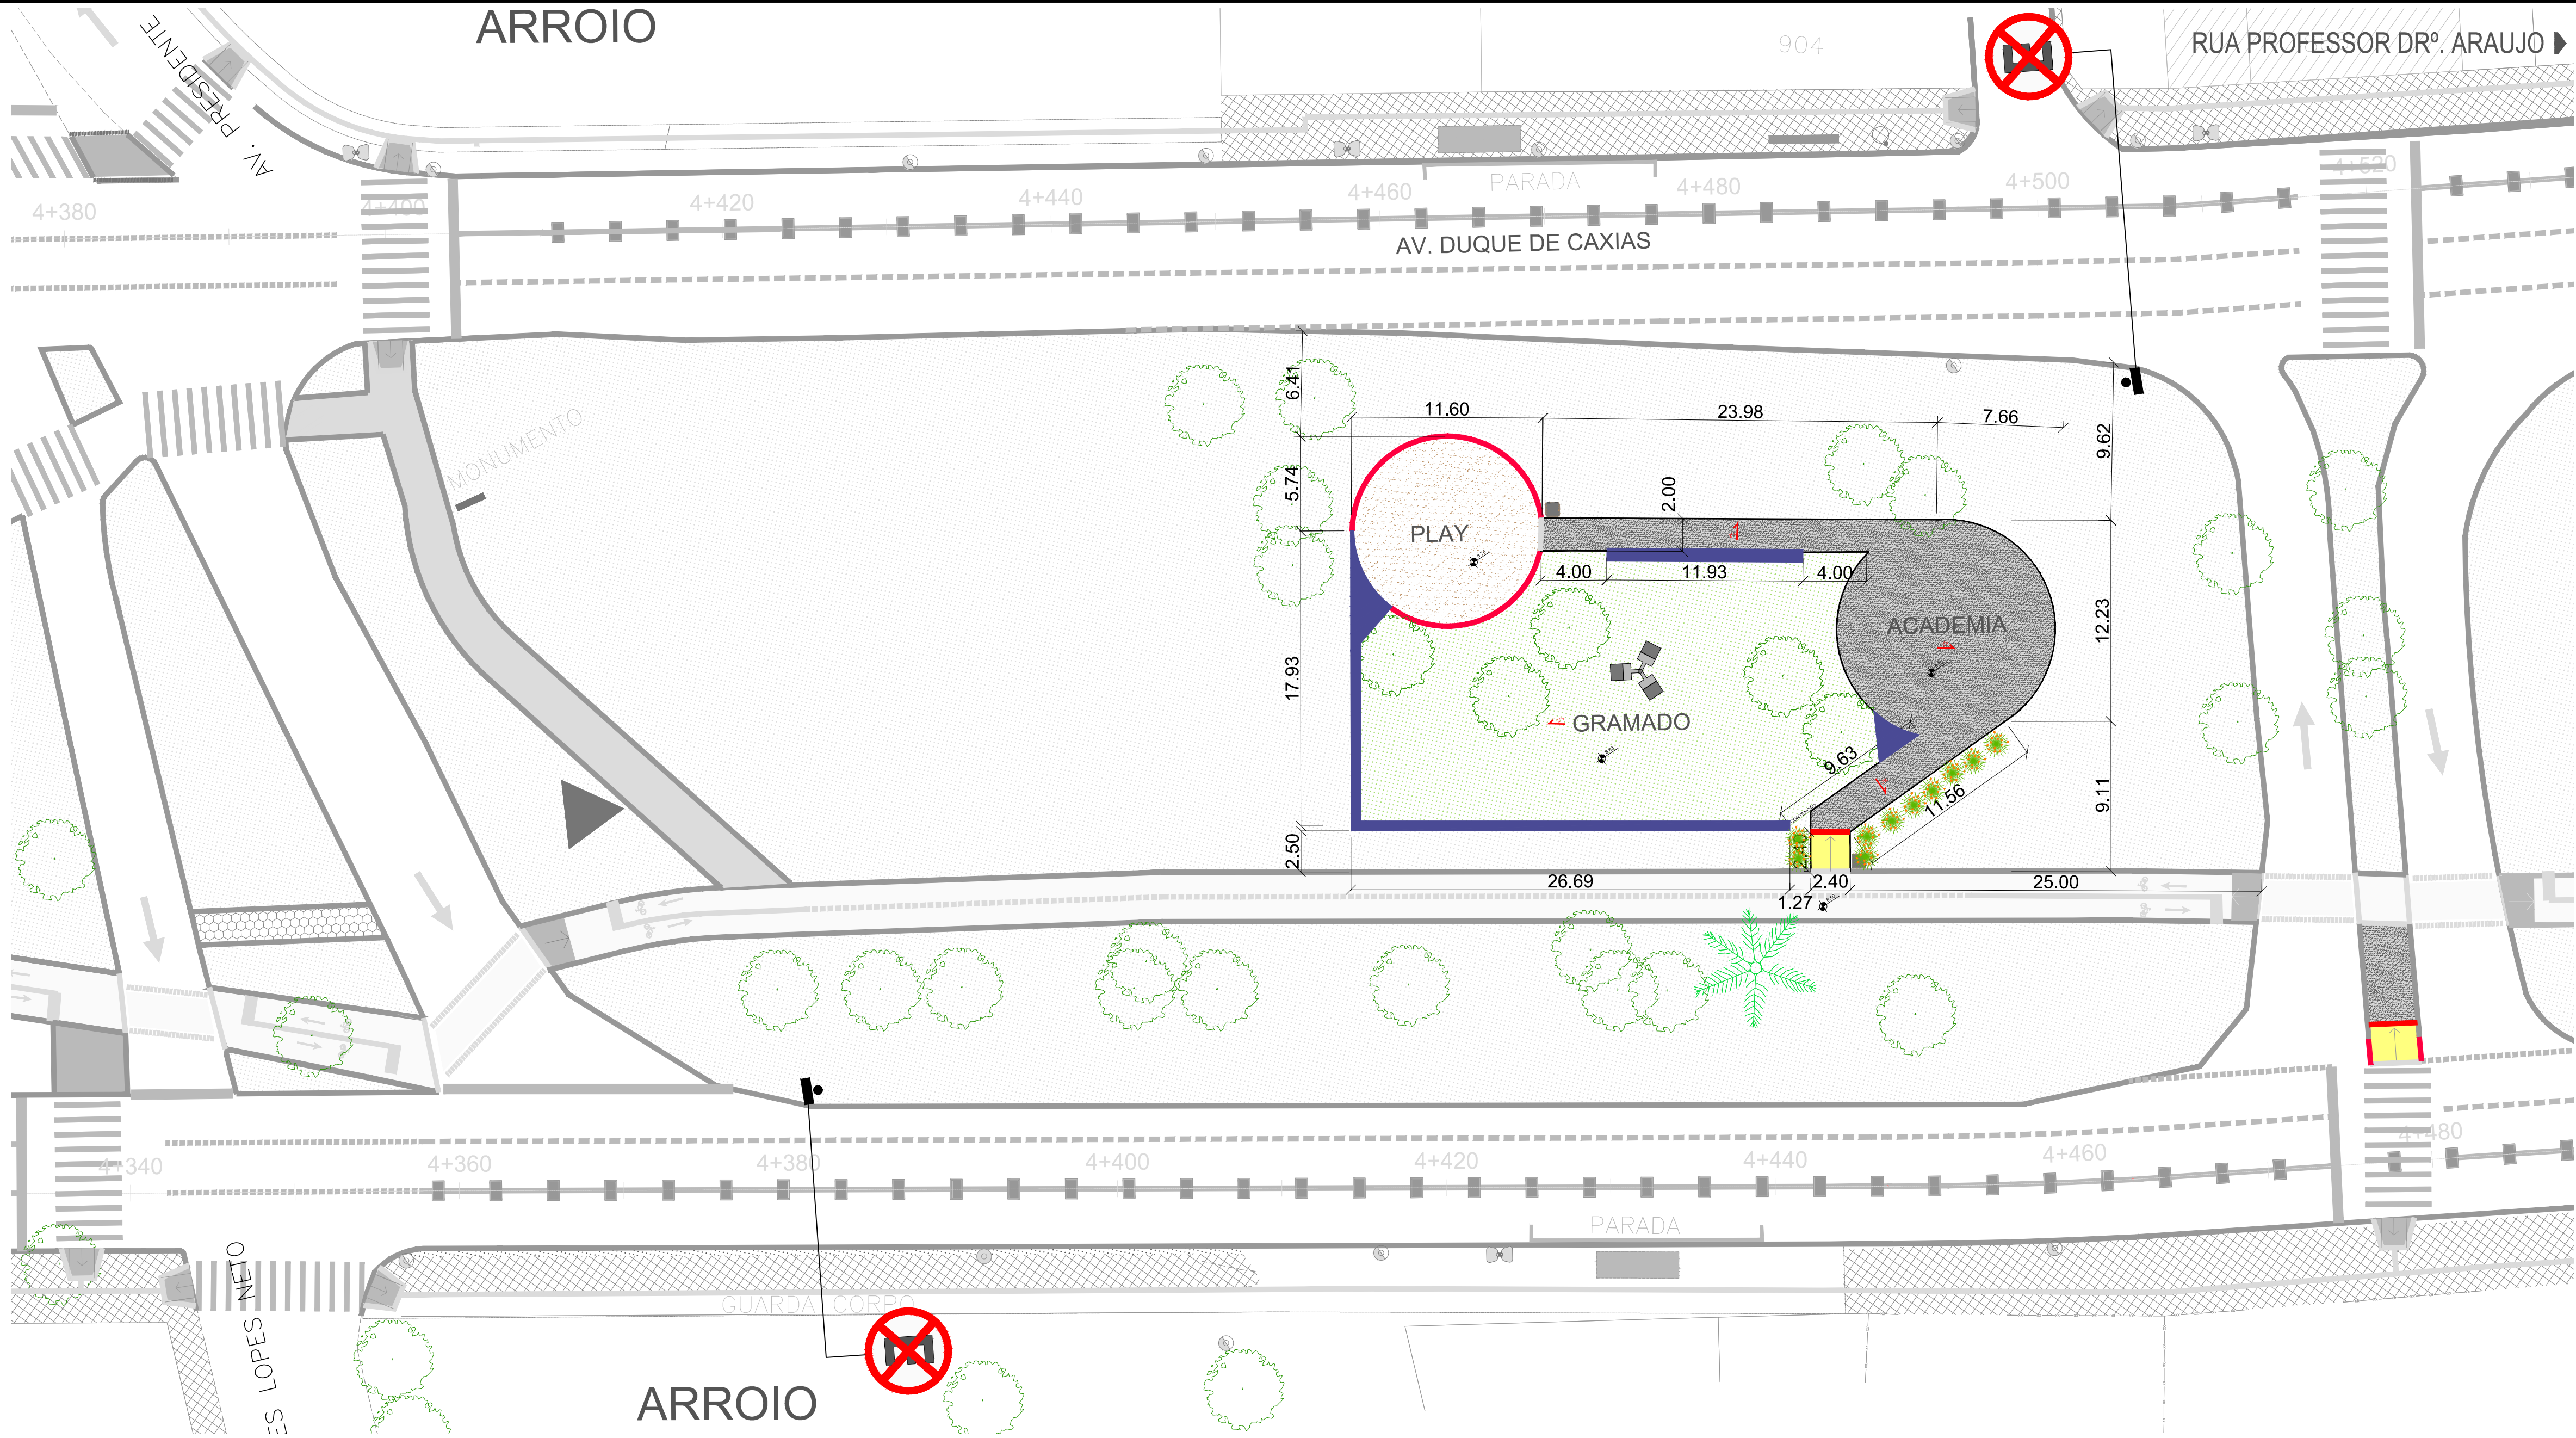 ARROIO
904
RUA PROFESSOR DRº. ARAUJO
AV. PRESIDENTE
4+380
4+400
4+420
4+440
4+460
PARADA
4+480
4+500
4+520
AV. DUQUE DE CAXIAS
6.41
11.60
23.98
7.66
9.62
MONUMENTO
5.74
2.00
PLAY
4.00
11.93
4.00
ACADEMIA
12.23
17.93
GRAMADO
9.63
11.56
9.11
2.50
2.40
26.69
2.40
25.00
1.27
4+340
4+360
4+380
4+400
4+420
4+440
4+460
4+480
PARADA
ES LOPES NETO
GUARDA CORPO
ARROIO